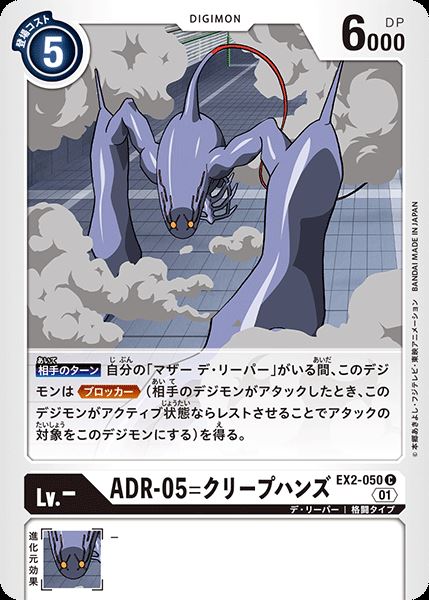 登場コスト
5
DIGIMON
DP
6000
BANDAI MADE IN JAPAN
© 本郷あきよし・フジテレビ・東映アニメーション
相手のターン 自分の「マザー デ・リーパー」がいる間、このデジ
モンは ブロッカー (相手のデジモンがアタックしたとき、この
デジモンがアクティブ状態ならレストさせることでアタックの
対象をこのデジモンにする)を得る。
Lv.ー
ADR-05=クリープハンズ
EX2-050 C
01
デ・リーパー | 格闘タイプ
進化元効果
ー